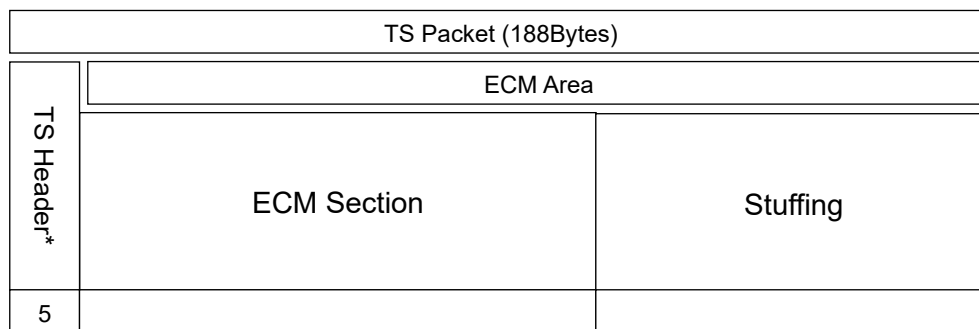 TS Packet (188Bytes)
ECM Area
TS Header*
ECM Section
Stuffing
5